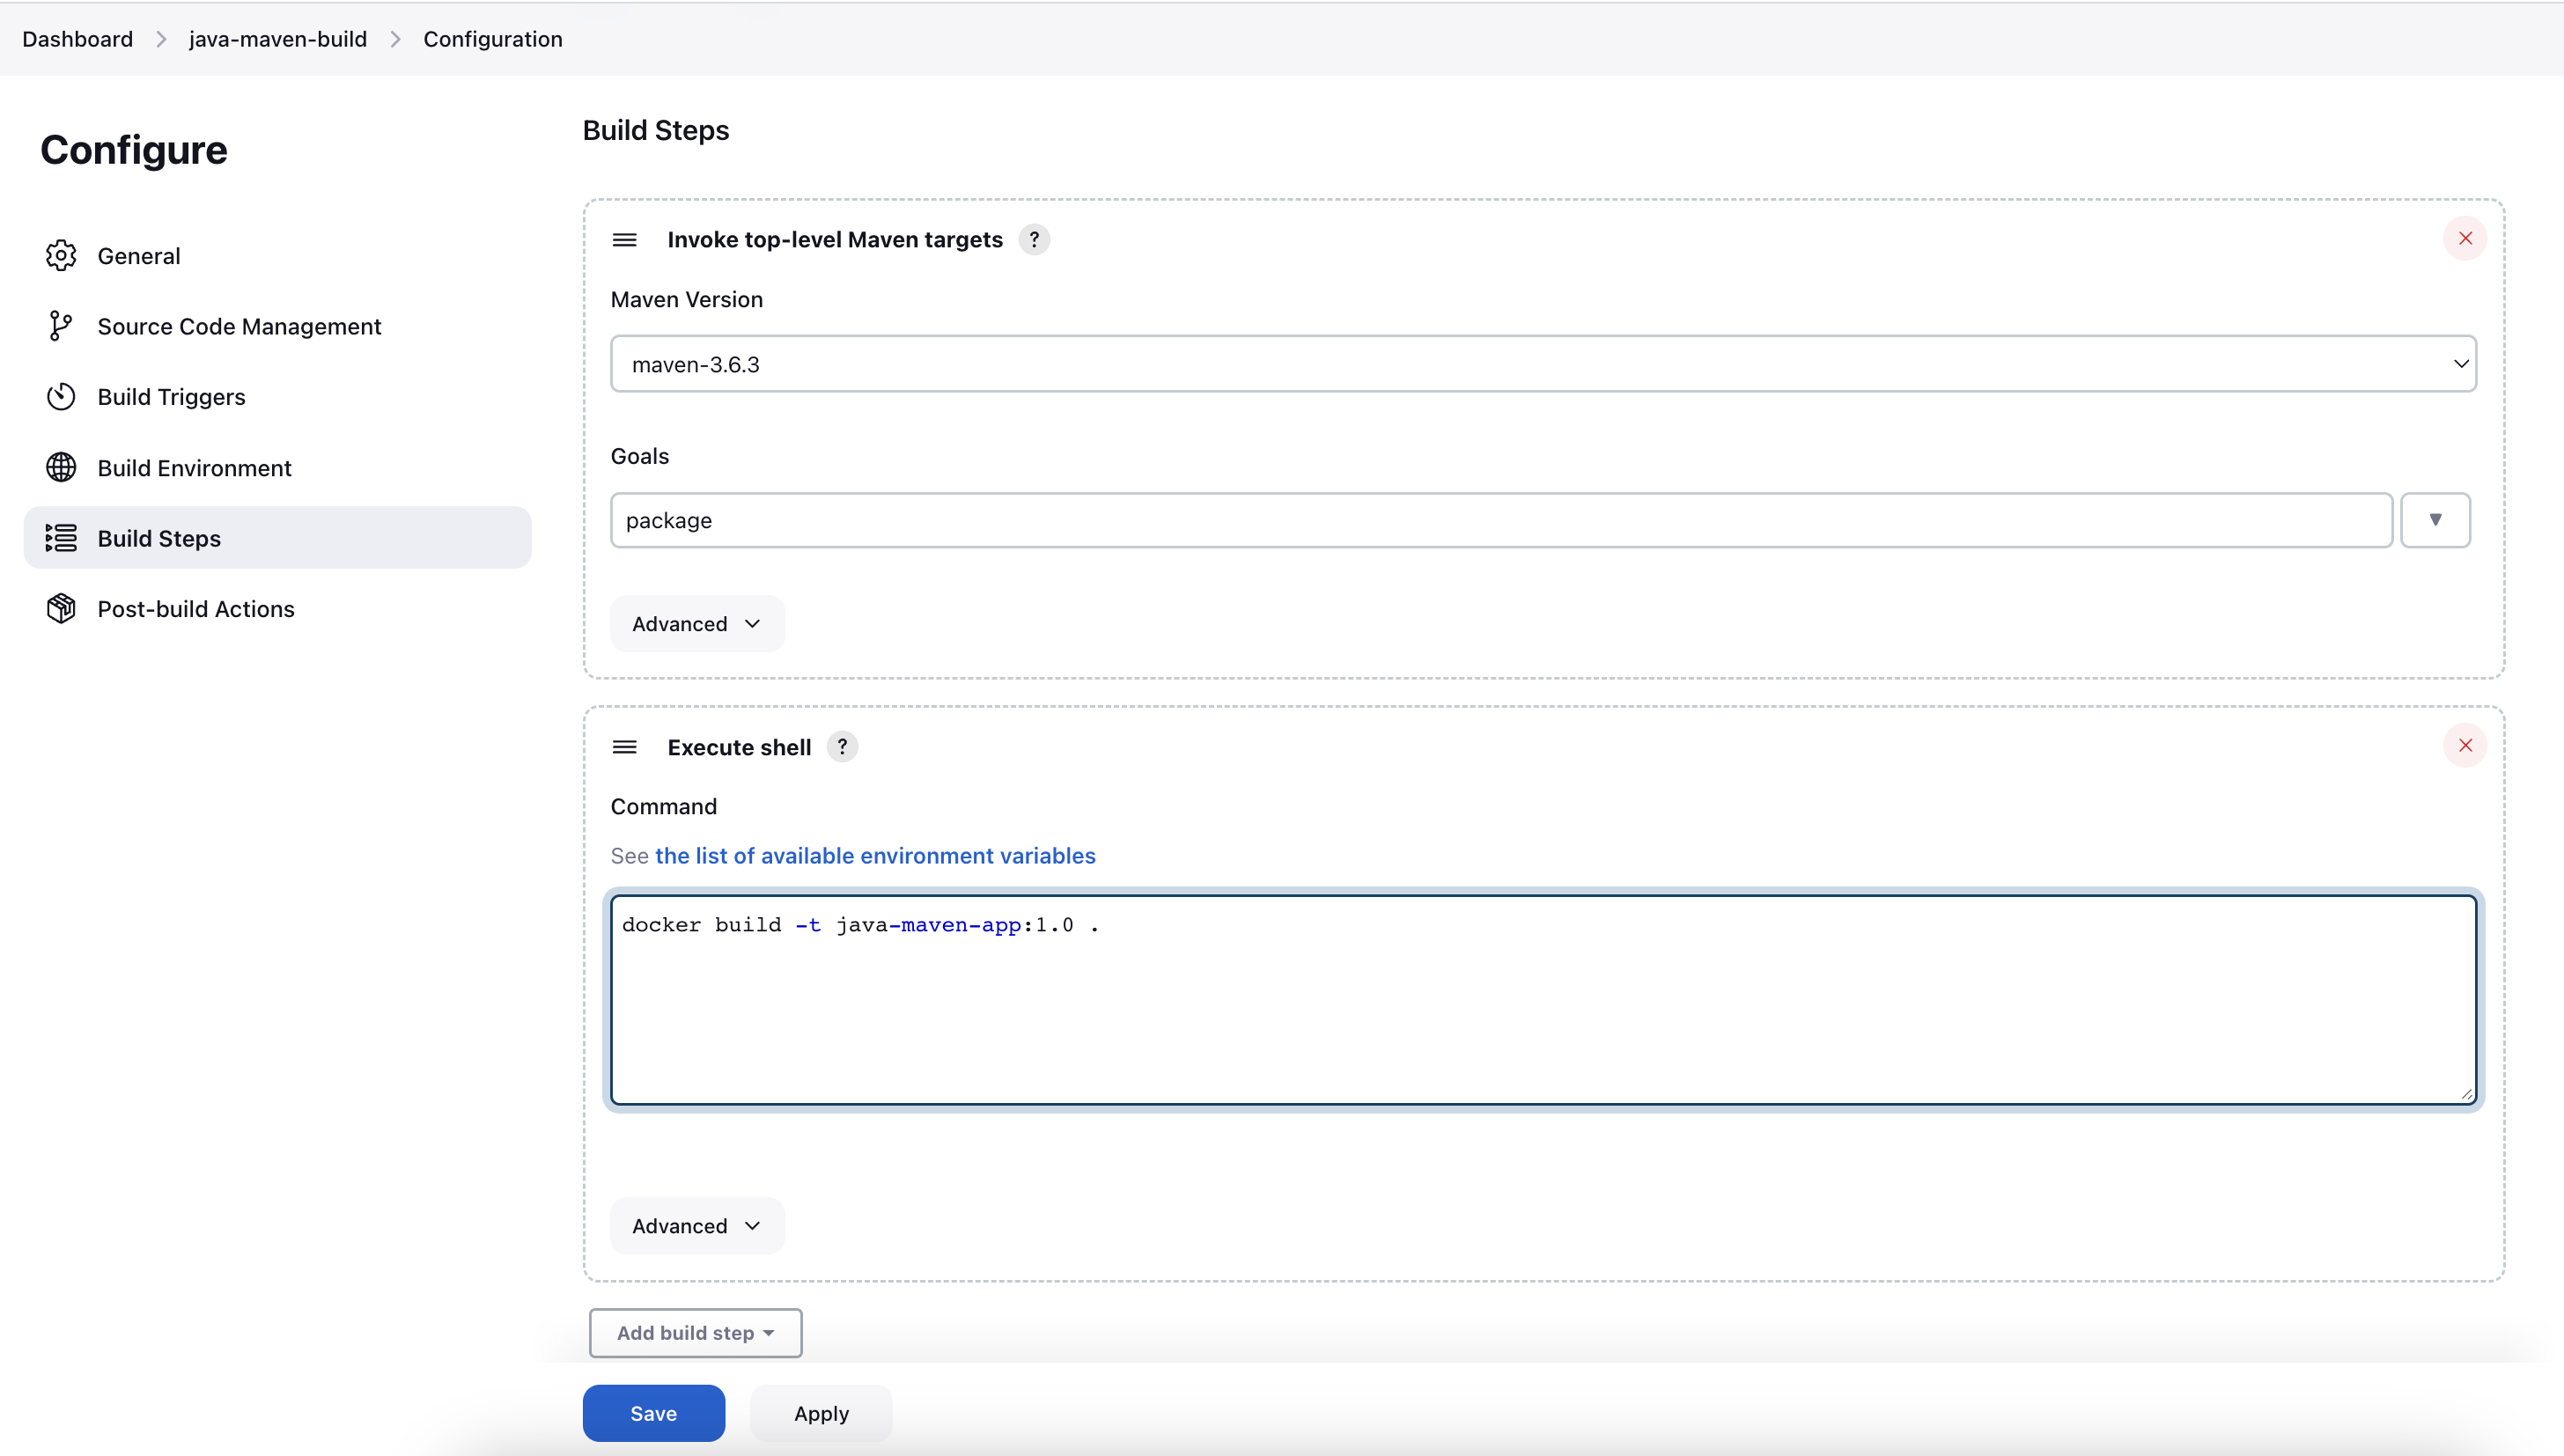 Dashboard > java-maven-build > Configuration
Configure
General
Source Code Management
Build Triggers
Build Environment
Build Steps
Post-build Actions
Build Steps
Invoke top-level Maven targets ?
Maven Version
maven-3.6.3
Goals
package
Advanced
Execute shell ?
Command
See the list of available environment variables
docker build -t java-maven-app:1.0 .
Advanced
Add build step
Save Apply